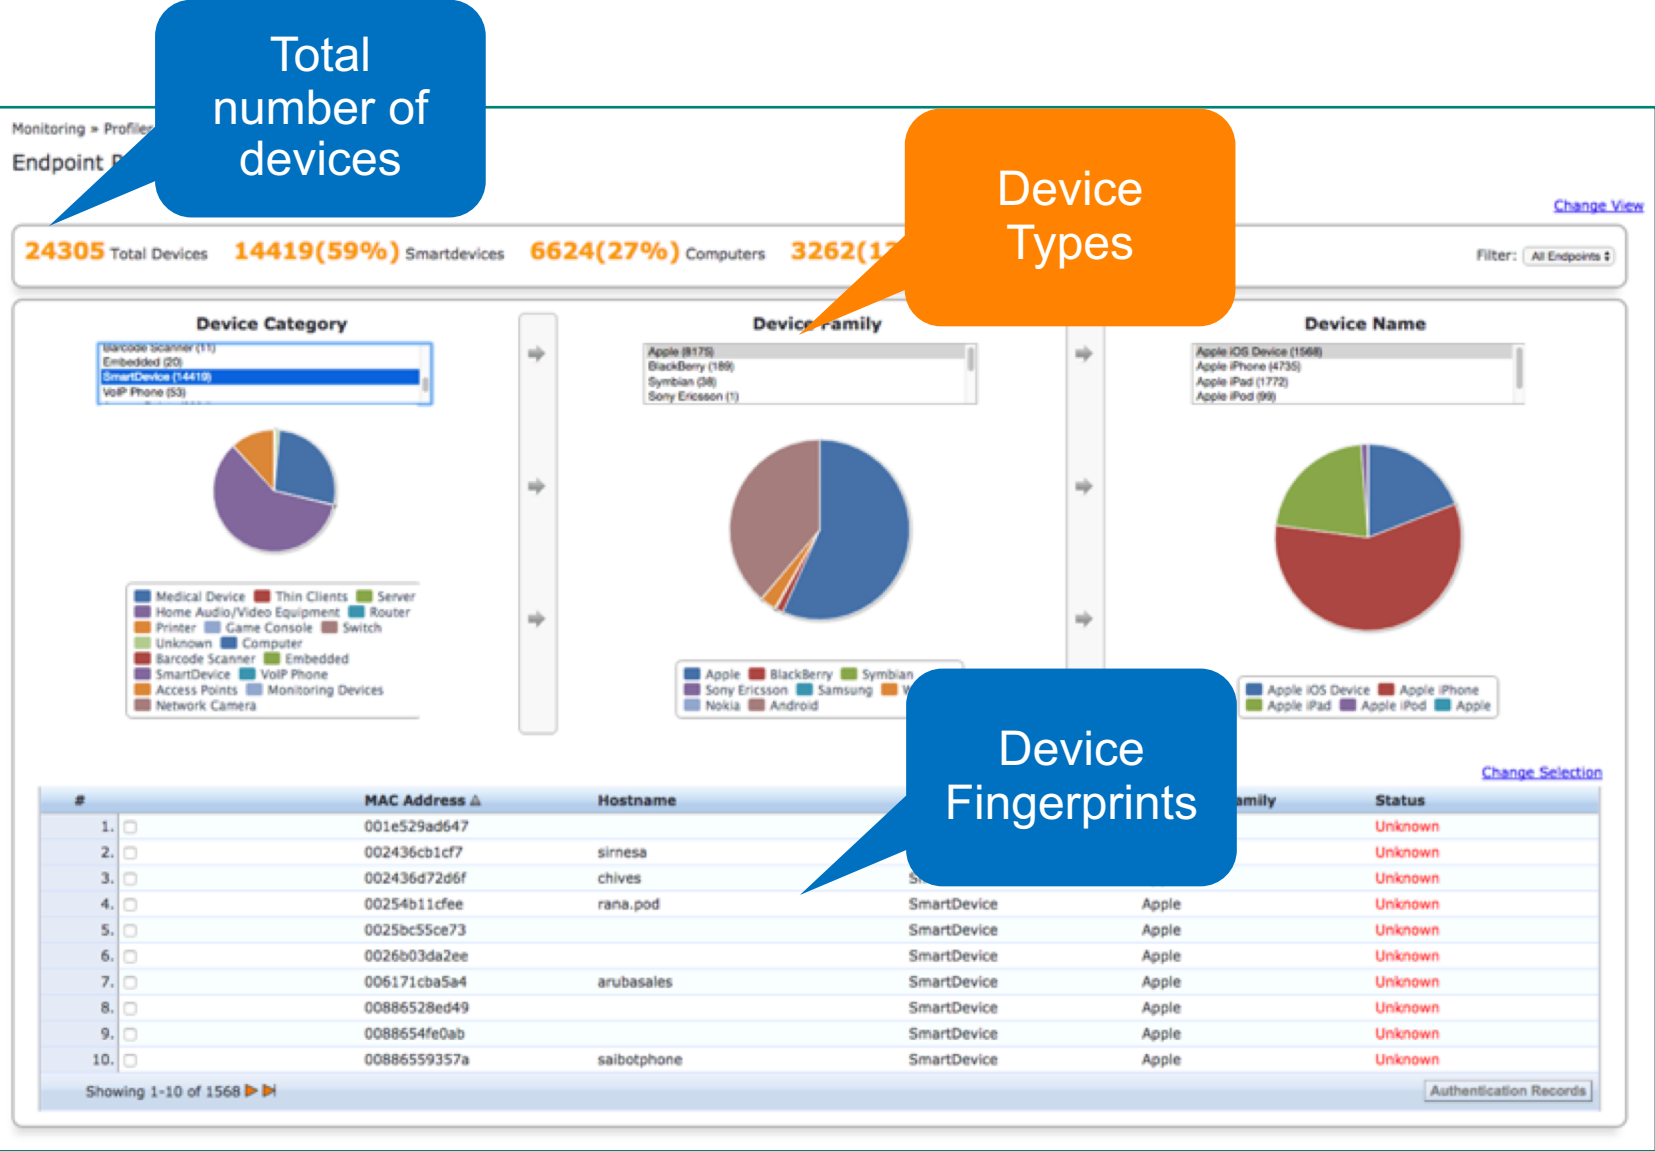 Total
number of
devices
Monitoring » Profiler
Endpoint P
Device
Types
Change View
24305 Total Devices 14419(59%) Smartdevices 6624(27%) Computers 3262(1
Filter: All Endpoints
Device Category
Device Family
Device Name
Barcode Scanner (11)
Embedded (20)
SmartDevice (14419)
VoIP Phone (53)
Apple (8175)
BlackBerry (189)
Symbian (38)
Sony Ericsson (1)
Apple iOS Device (1568)
Apple iPhone (4735)
Apple iPad (1772)
Apple iPod (99)
Medical Device Thin Clients Server
Home Audio/Video Equipment Router
Printer Game Console Switch
Unknown Computer
Barcode Scanner Embedded
SmartDevice VoIP Phone
Access Points Monitoring Devices
Network Camera
Apple BlackBerry Symbian
Sony Ericsson Samsung W
Nokia Android
Apple iOS Device Apple iPhone
Apple iPad Apple iPod Apple
Device
Fingerprints
Change Selection
# MAC Address Hostname amily Status
1. 001e529ad647 Unknown
2. 002436cb1cf7 sirnesa Unknown
3. 002436d72d6f chives Unknown
4. 00254b11cfee rana.pod SmartDevice Apple Unknown
5. 0025bc55ce73 SmartDevice Apple Unknown
6. 0026b03da2ee SmartDevice Apple Unknown
7. 006171cba5a4 arubasales SmartDevice Apple Unknown
8. 00886528ed49 SmartDevice Apple Unknown
9. 0088654fe0ab SmartDevice Apple Unknown
10. 00886559357a saibotphone SmartDevice Apple Unknown
Showing 1-10 of 1568
Authentication Records